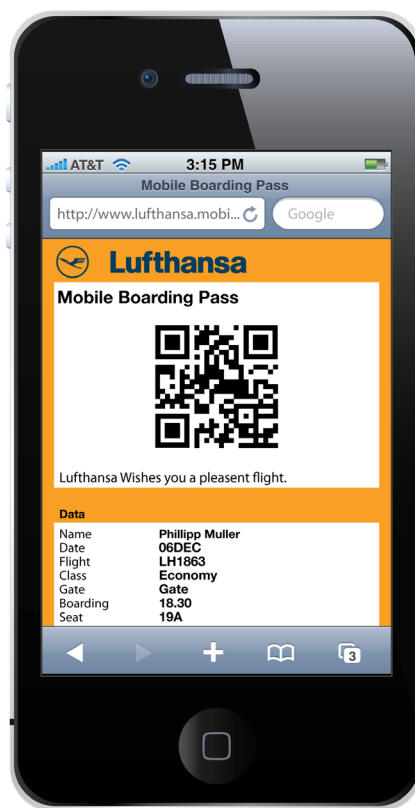 AT&T 3:15 PM
Mobile Boarding Pass
http://www.lufthansa.mobi... Google
Lufthansa
Mobile Boarding Pass
Lufthansa Wishes you a pleasent flight.
Data
Name Phillipp Muller
Date 06DEC
Flight LH1863
Class Economy
Gate Gate
Boarding 18.30
Seat 19A
3